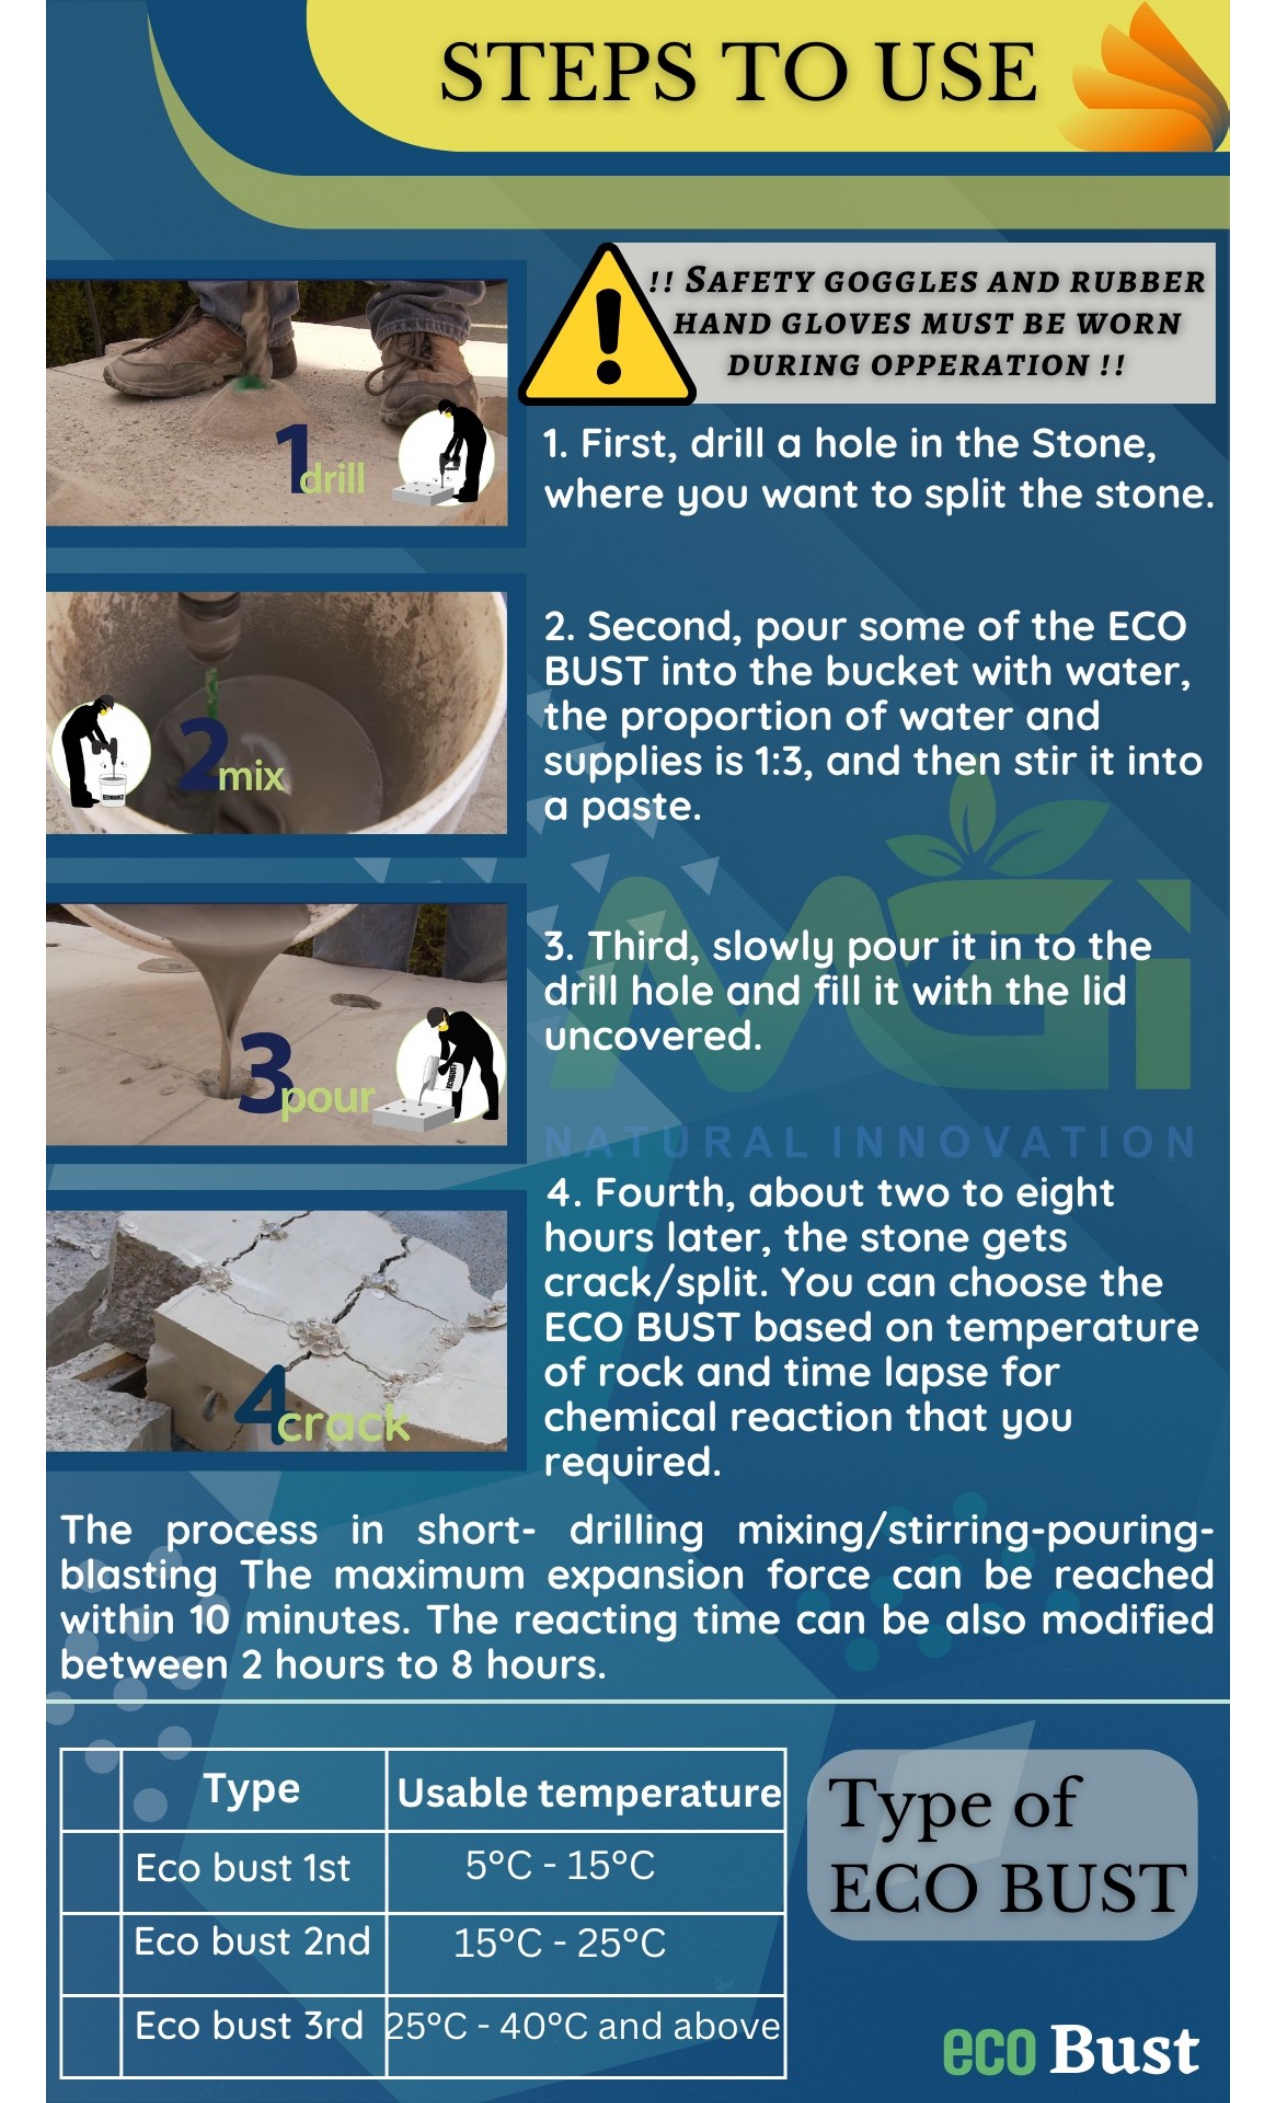 STEPS TO USE
!! SAFETY GOGGLES AND RUBBER
HAND GLOVES MUST BE WORN
DURING OPPERATION !!
1drill
1. First, drill a hole in the Stone,
where you want to split the stone.
2mix
2. Second, pour some of the ECO
BUST into the bucket with water,
the proportion of water and
supplies is 1:3, and then stir it into
a paste.
3pour
3. Third, slowly pour it in to the
drill hole and fill it with the lid
uncovered.
MGi
NATURAL INNOVATION
4crack
4. Fourth, about two to eight
hours later, the stone gets
crack/split. You can choose the
ECO BUST based on temperature
of rock and time lapse for
chemical reaction that you
required.
The process in short- drilling mixing/stirring-pouring-
blasting The maximum expansion force can be reached
within 10 minutes. The reacting time can be also modified
between 2 hours to 8 hours.
Type Usable temperature
Eco bust 1st 5°C - 15°C
Eco bust 2nd 15°C - 25°C
Eco bust 3rd 25°C - 40°C and above
Type of
ECO BUST
eco Bust